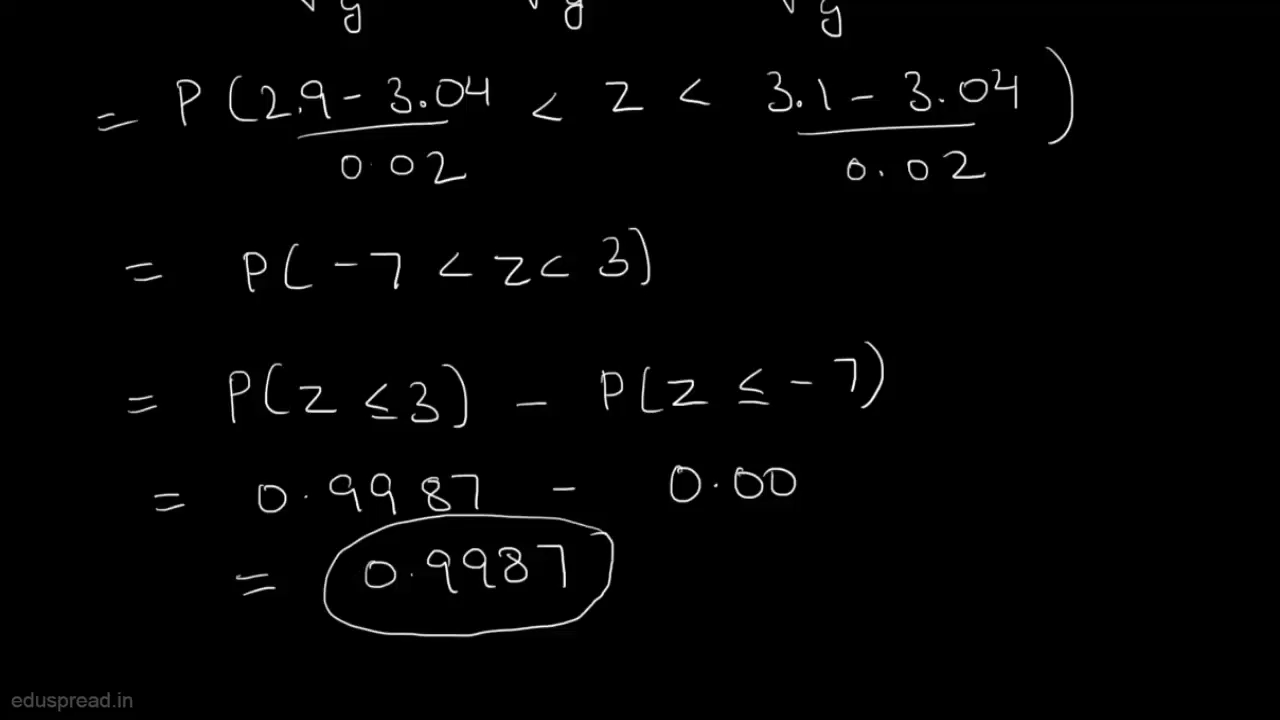 √y √y √y
= P(2.9 - 3.04 / 0.02 < z < 3.1 - 3.04 / 0.02)
= P(-7 < z < 3)
= P(z ≤ 3) - P(z ≤ -7)
= 0.9987 - 0.00
= 0.9987
eduspread.in